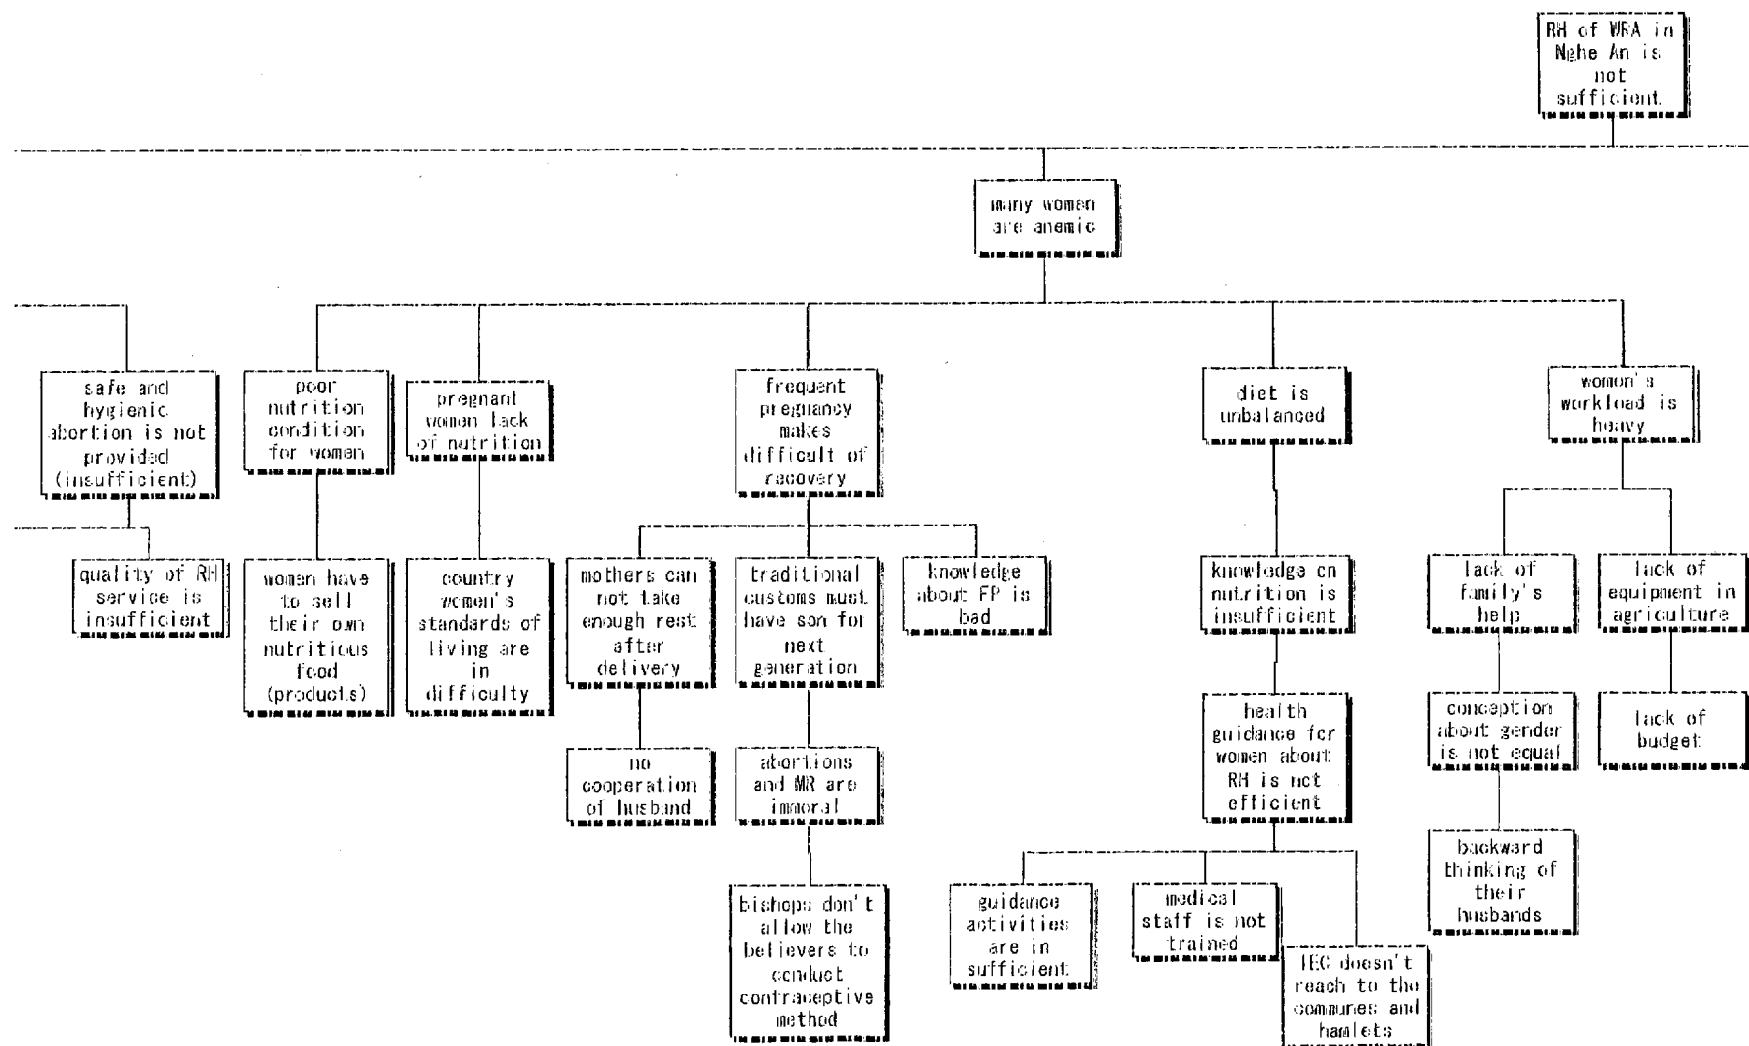 RH of WRA in
Nghe An is
not
sufficient.
many women
are anemic
safe and
hygienic
abortion is not
provided
(insufficient)
poor
nutrition
condition
for women
pregnant
women lack
of nutrition
frequent
pregnancy
makes
difficult of
recovery
diet is
unbalanced
women's
workload is
heavy
quality of RH
service is
insufficient
women have
to sell
their own
nutritious
food
(products)
country
women's
standards of
living are
in
difficulty
mothers can
not take
enough rest
after
delivery
traditional
customs must
have son for
next
generation
knowledge
about FP is
bad
knowledge on
nutrition is
insufficient
lack of
family's
help
lack of
equipment in
agriculture
no
cooperation
of husband
abortions
and MR are
immoral
health
guidance for
women about
RH is not
efficient
conception
about gender
is not equal
lack of
budget
bishops don't
allow the
believers to
conduct
contraceptive
method
guidance
activities
are in
sufficient
medical
staff is not
trained
IEC doesn't
reach to the
communes and
hamlets
backward
thinking of
their
husbands